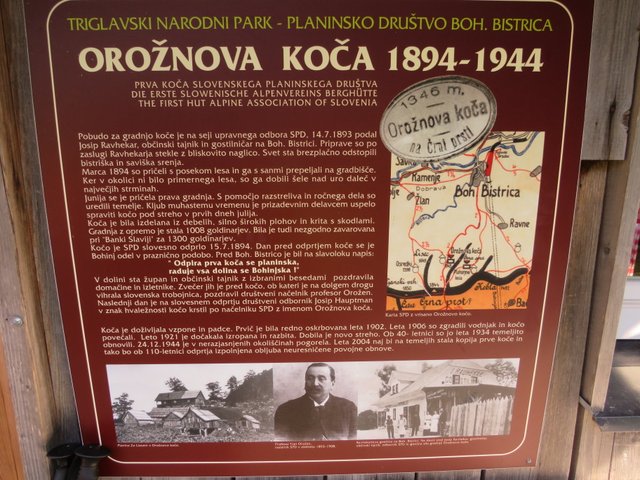 TRIGLAVSKI NARODNI PARK - PLANINSKO DRUŠTVO BOH. BISTRICA
OROŽNOVA KOČA 1894-1944
PRVA KOČA SLOVENSKEGA PLANINSKEGA DRUŠTVA
DIE ERSTE SLOWENISCHE ALPENVEREINS BERGHÜTTE
THE FIRST HUT ALPINE ASSOCIATION OF SLOVENIA
1346 m.
Orožnova koča
na Črni prsti
Pobudo za gradnjo koče je na seji upravnega odbora SPD, 14.7.1893 podal
Josip Ravhekar, občinski tajnik in gostilničar na Boh. Bistrici. Priprave so po
zaslugi Ravhekarja stekle z bliskovito naglico. Svet sta brezplačno odstopili
bistriška in saviška srenja.
Marca 1894 so pričeli s posekom lesa in ga s sanmi prepeljali na gradbišče.
Ker v okolici ni bilo primernega lesa, so ga dobili šele nad uro daleč v
največjih strminah.
Junija se je pričela prava gradnja. S pomočjo razstreliva in ročnega dela so
uredili temelje. Kljub muhastemu vremenu je prizadevnim delavcem uspelo
spraviti kočo pod streho v prvih dneh julija.
Koča je bila izdelana iz debelih, silno širokih plohov in krita s skodlami.
Gradnja z opremo je stala 1008 goldinarjev. Bila je tudi nezgodno zavarovana
pri "Banki Slaviji" za 1300 goldinarjev.
Kočo je SPD slovesno odprlo 15.7.1894. Dan pred odprtjem koče se je
Bohinj odel v praznično podobo. Pred Boh. Bistrico je bil na slavoloku napis:
" Odpira prva koča se planinska,
raduje vsa dolina se Bohinjska !"
V dolini sta župan in občinski tajnik z izbranimi besedami pozdravila
domačine in izletnike. Zvečer jih je pred kočo, ob kateri je na dolgem drogu
vihrala slovenska trobojnica, pozdravil društveni načelnik profesor Orožen.
Naslednji dan je na slovesnem odprtju društveni odbornik Josip Hauptman
v znak hvaležnosti kočo krstil po načelniku SPD z imenom Orožnova koča.
Kamenje
Dobrava
Žlan
Boh. Bistrica
Ravne
Črna prst
Karta SPD z vrisano Orožnovo kočo.
Koča je doživljala vzpone in padce. Prvič je bila redno oskrbovana leta 1902. Leta 1906 so zgradili vodnjak in kočo
povečali. Leto 1921 je dočakala izropana in razbita. Dobila je novo streho. Ob 40- letnici so jo leta 1934 temeljito
obnovili. 24.12.1944 je v nerazjasnjenih okoliščinah pogorela. Leta 2004 naj bi na temeljih stala kopija prve koče in
tako bo ob 110-letnici odprtja izpolnjena obljuba neuresničene povojne obnove.